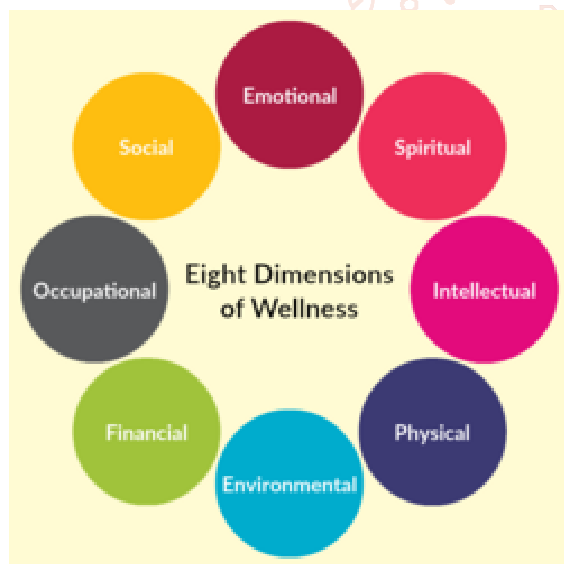 Emotional
Spiritual
Intellectual
Physical
Environmental
Financial
Occupational
Social
Eight Dimensions
of Wellness